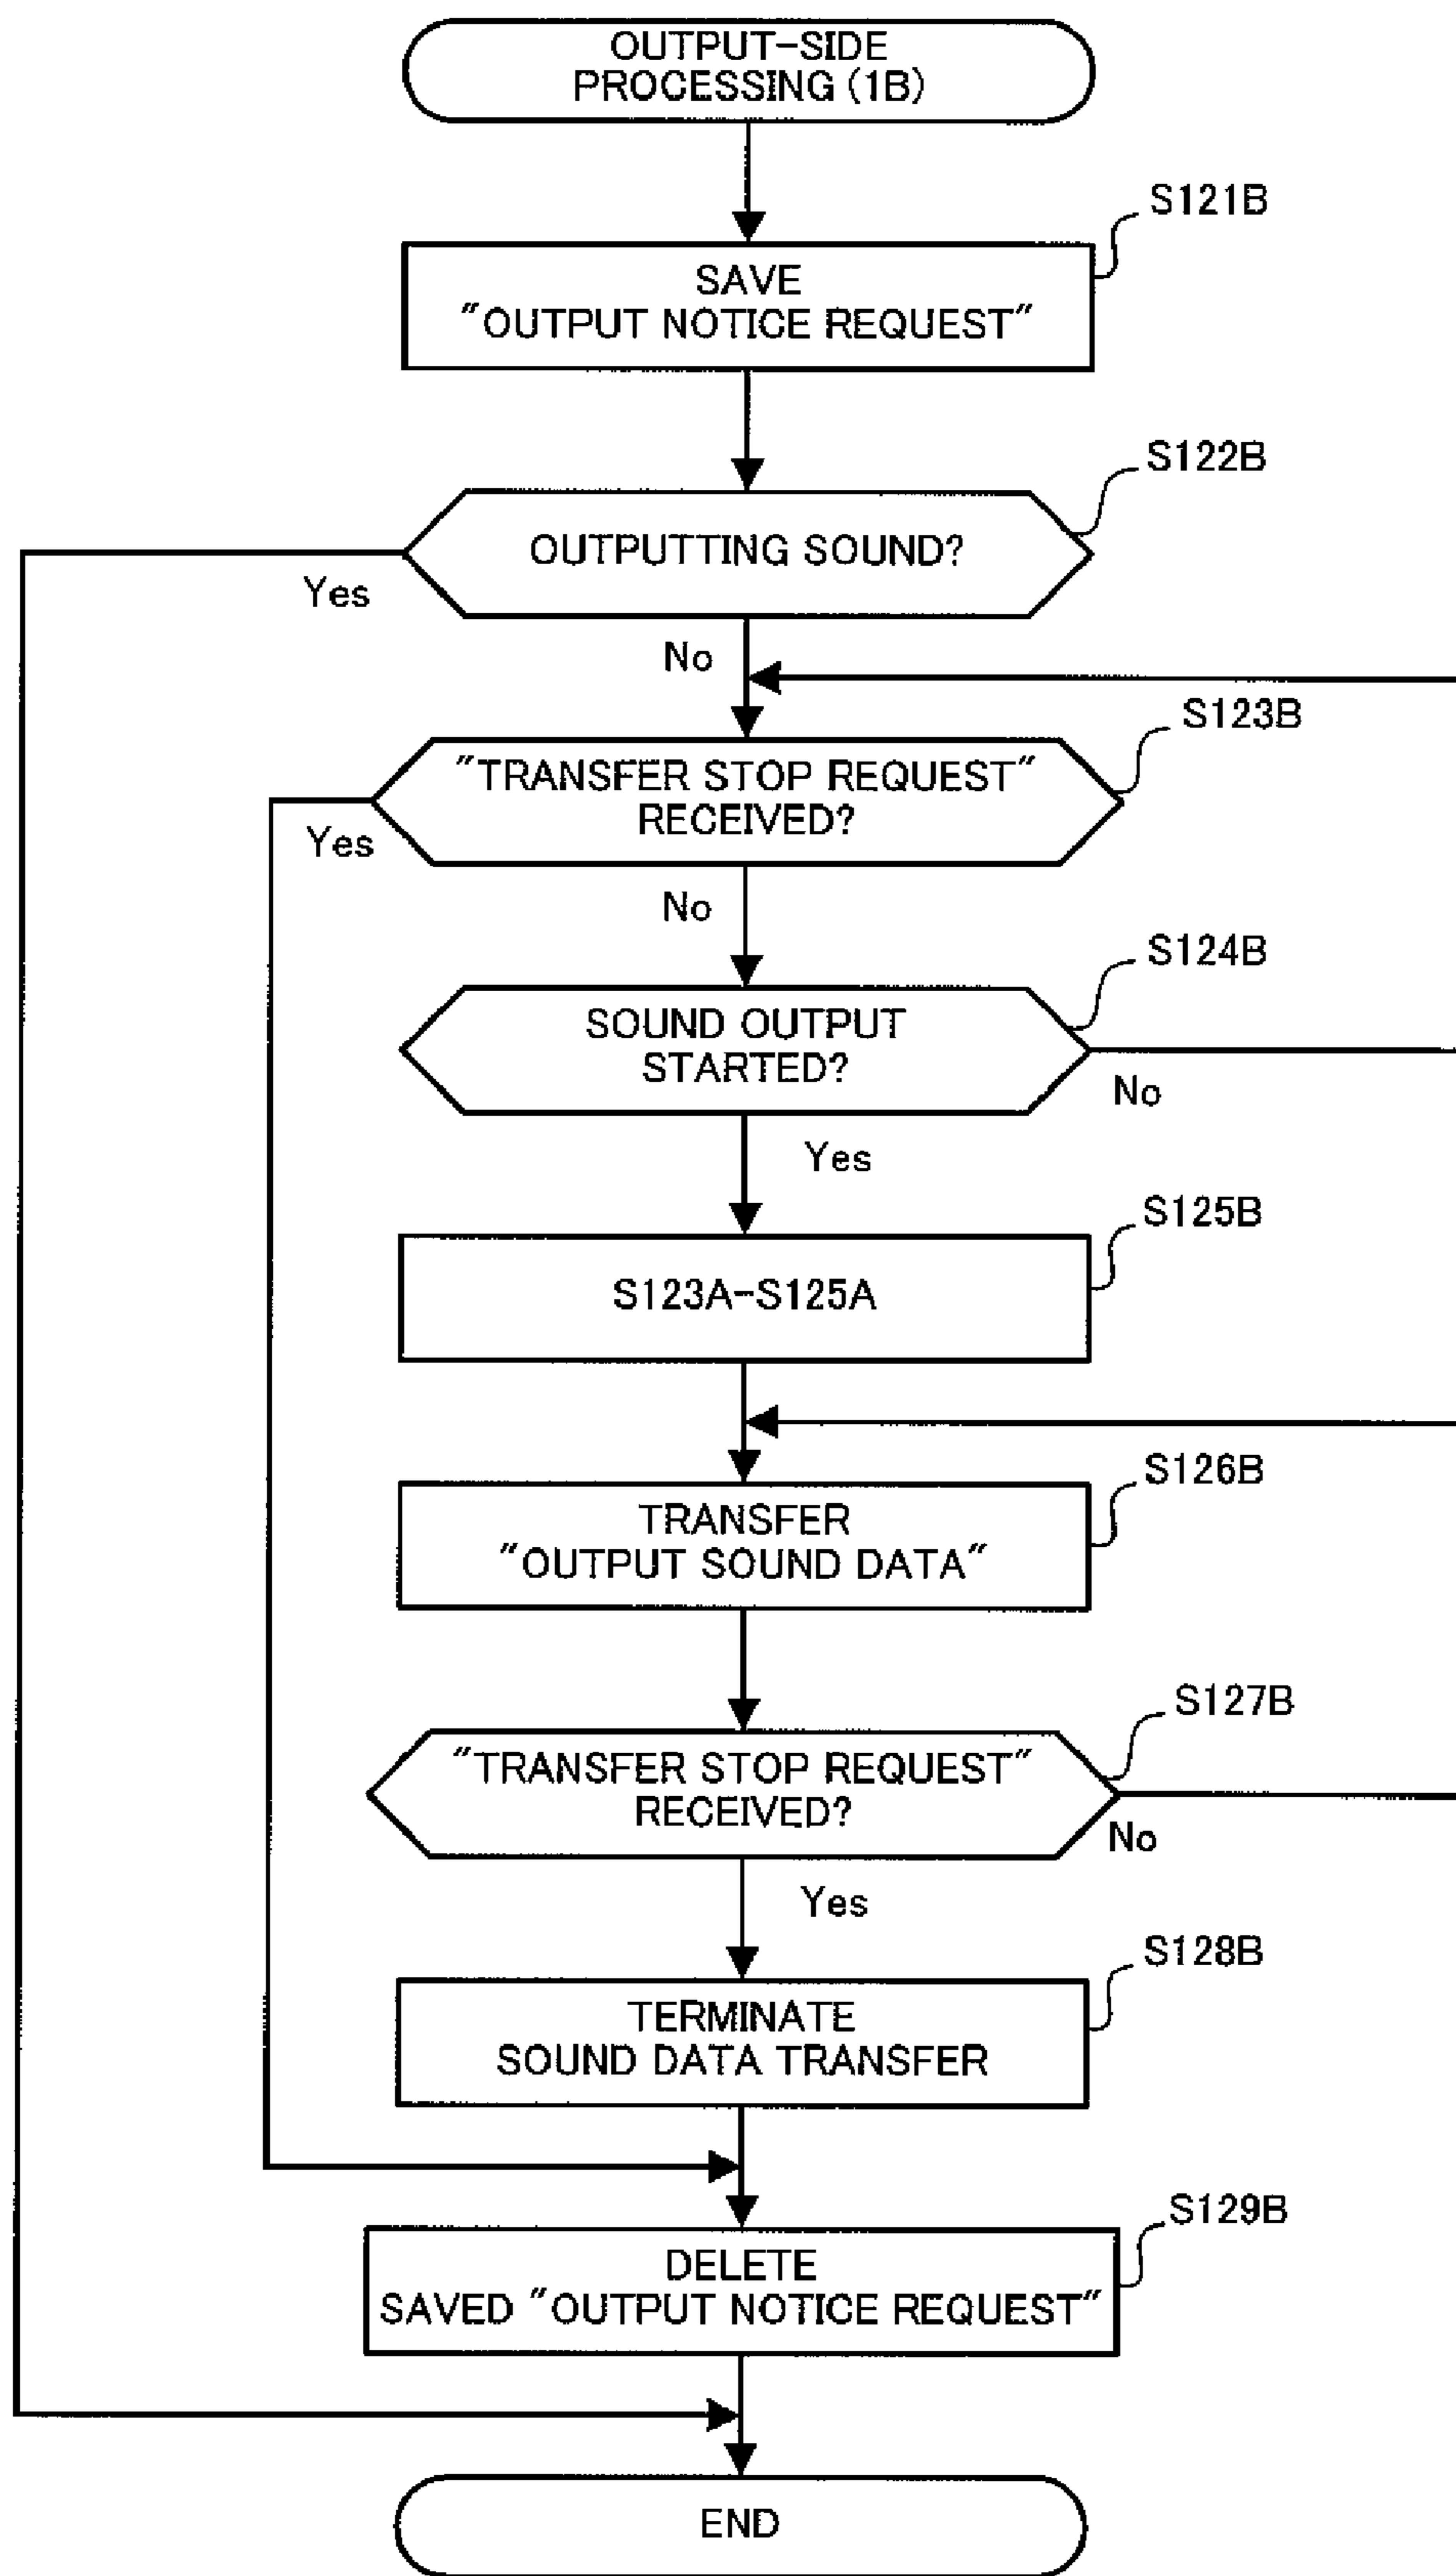 OUTPUT-SIDE
PROCESSING (1B)
S121B
SAVE
"OUTPUT NOTICE REQUEST"
S122B
OUTPUTTING SOUND?
Yes
No
S123B
"TRANSFER STOP REQUEST"
RECEIVED?
Yes
No
S124B
SOUND OUTPUT
STARTED?
No
Yes
S125B
S123A-S125A
S126B
TRANSFER
"OUTPUT SOUND DATA"
S127B
"TRANSFER STOP REQUEST"
RECEIVED?
No
Yes
S128B
TERMINATE
SOUND DATA TRANSFER
S129B
DELETE
SAVED "OUTPUT NOTICE REQUEST"
END